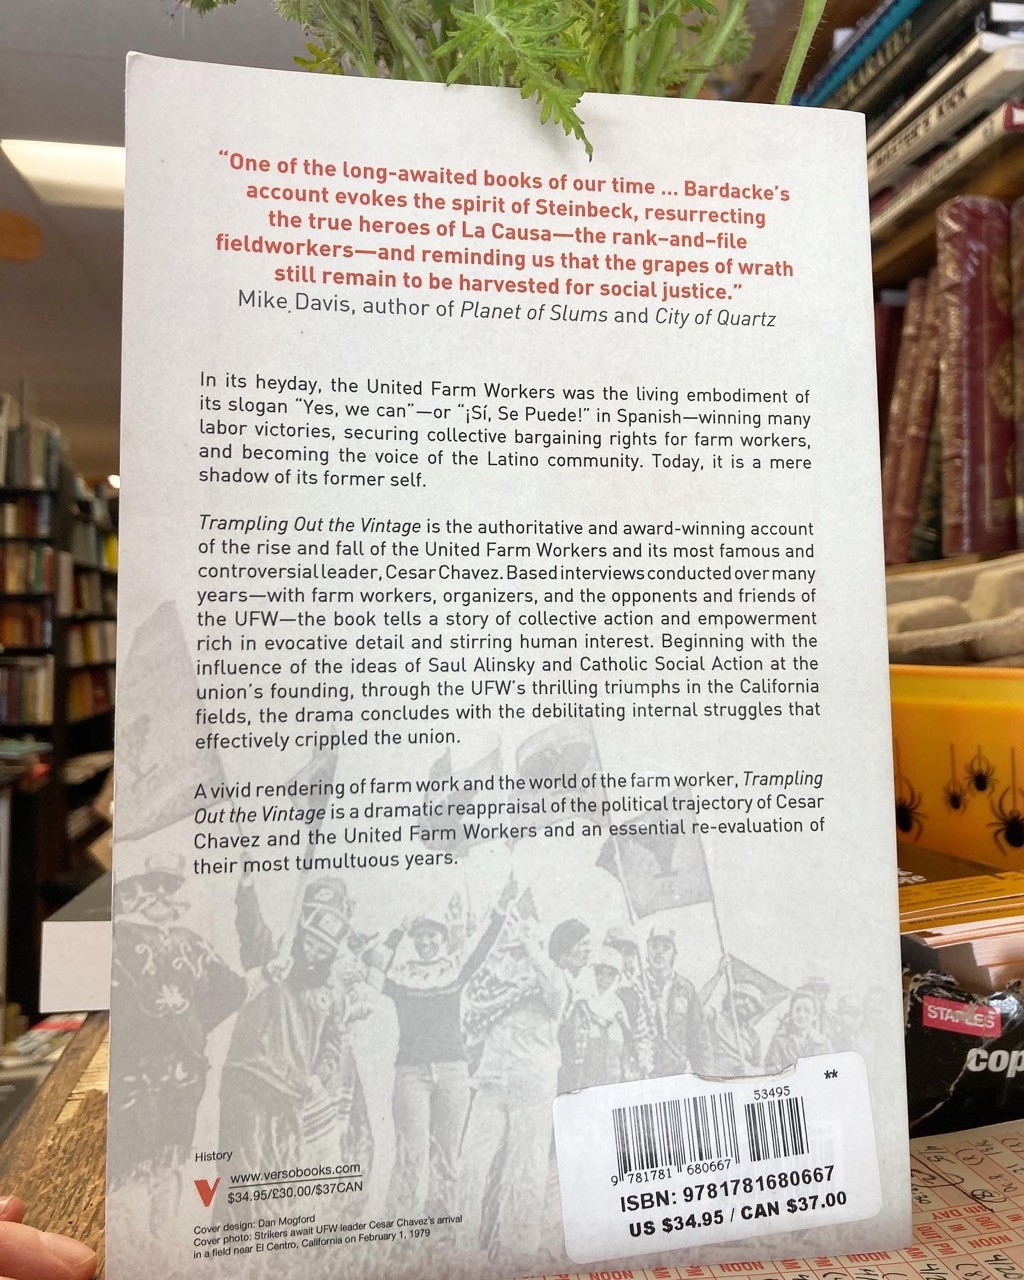 “One of the long-awaited books of our time ... Bardacke’s
account evokes the spirit of Steinbeck, resurrecting
the true heroes of La Causa—the rank-and-file
fieldworkers—and reminding us that the grapes of wrath
still remain to be harvested for social justice.”
Mike Davis, author of Planet of Slums and City of Quartz
In its heyday, the United Farm Workers was the living embodiment of
its slogan “Yes, we can”—or “¡Sí, Se Puede!” in Spanish—winning many
labor victories, securing collective bargaining rights for farm workers,
and becoming the voice of the Latino community. Today, it is a mere
shadow of its former self.
Trampling Out the Vintage is the authoritative and award-winning account
of the rise and fall of the United Farm Workers and its most famous and
controversial leader, Cesar Chavez. Based interviews conducted over many
years—with farm workers, organizers, and the opponents and friends of
the UFW—the book tells a story of collective action and empowerment
rich in evocative detail and stirring human interest. Beginning with the
influence of the ideas of Saul Alinsky and Catholic Social Action at the
union’s founding, through the UFW’s thrilling triumphs in the California
fields, the drama concludes with the debilitating internal struggles that
effectively crippled the union.
A vivid rendering of farm work and the world of the farm worker, Trampling
Out the Vintage is a dramatic reappraisal of the political trajectory of Cesar
Chavez and the United Farm Workers and an essential re-evaluation of
their most tumultuous years.
History
www.versobooks.com
$34.95/£30.00/$37CAN
Cover design: Dan Mogford
Cover photo: Strikers await UFW leader Cesar Chavez’s arrival
in a field near El Centro, California on February 1, 1979
**
53495
9 781781 680667
ISBN: 9781781680667
US $34.95 / CAN $37.00
STAPLES
cop
NOON
NOON
NOON